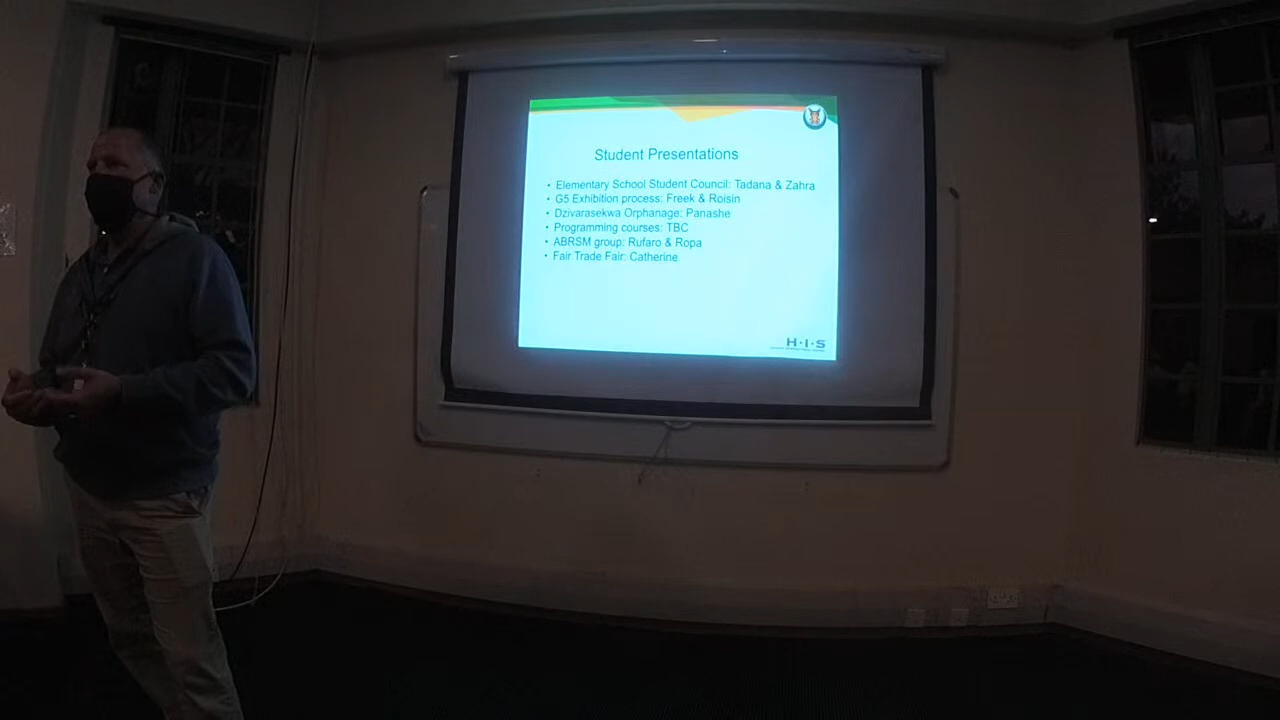 Student Presentations
• Elementary School Student Council: Tadana & Zahra
• G5 Exhibition process: Freek & Roisin
• Dzivarasekwa Orphanage: Panashe
• Programming courses: TBC
• ABRSM group: Rufaro & Ropa
• Fair Trade Fair: Catherine
H·I·S